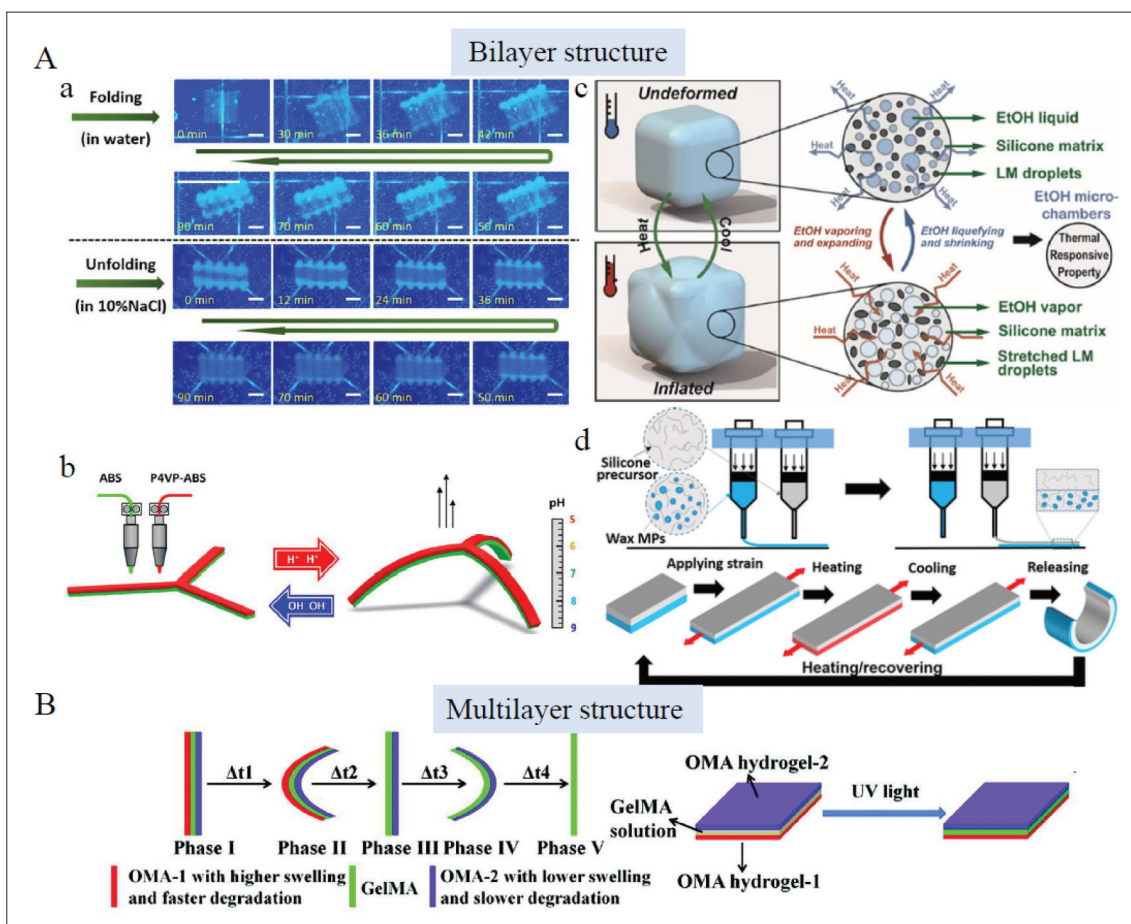 A
Bilayer structure
a
Folding
(in water)
0 min
30 min
36 min
42 min
90 min
70 min
60 min
50 min
Unfolding
(in 10%NaCl)
0 min
12 min
24 min
36 min
90 min
70 min
60 min
50 min
c
Undeformed
Heat
Cool
Inflated
Heat
Heat
Heat
Heat
Heat
EtOH liquid
Silicone matrix
LM droplets
EtOH micro-
chambers
EtOH vaporing
and expanding
EtOH liquefying
and shrinking
Thermal
Responsive
Property
Heat
Heat
Heat
Heat
Heat
EtOH vapor
Silicone matrix
Stretched LM
droplets
b
ABS
P4VP-ABS
H⁺ H⁺
OH⁻ OH⁻
pH
5
6
7
8
9
d
Silicone
precursor
Wax MPs
Applying strain
Heating
Cooling
Releasing
Heating/recovering
B
Multilayer structure
Δt1
Δt2
Δt3
Δt4
Phase I
Phase II
Phase III
Phase IV
Phase V
OMA-1 with higher swelling
and faster degradation
GelMA
OMA-2 with lower swelling
and slower degradation
OMA hydrogel-2
GelMA
solution
OMA hydrogel-1
UV light